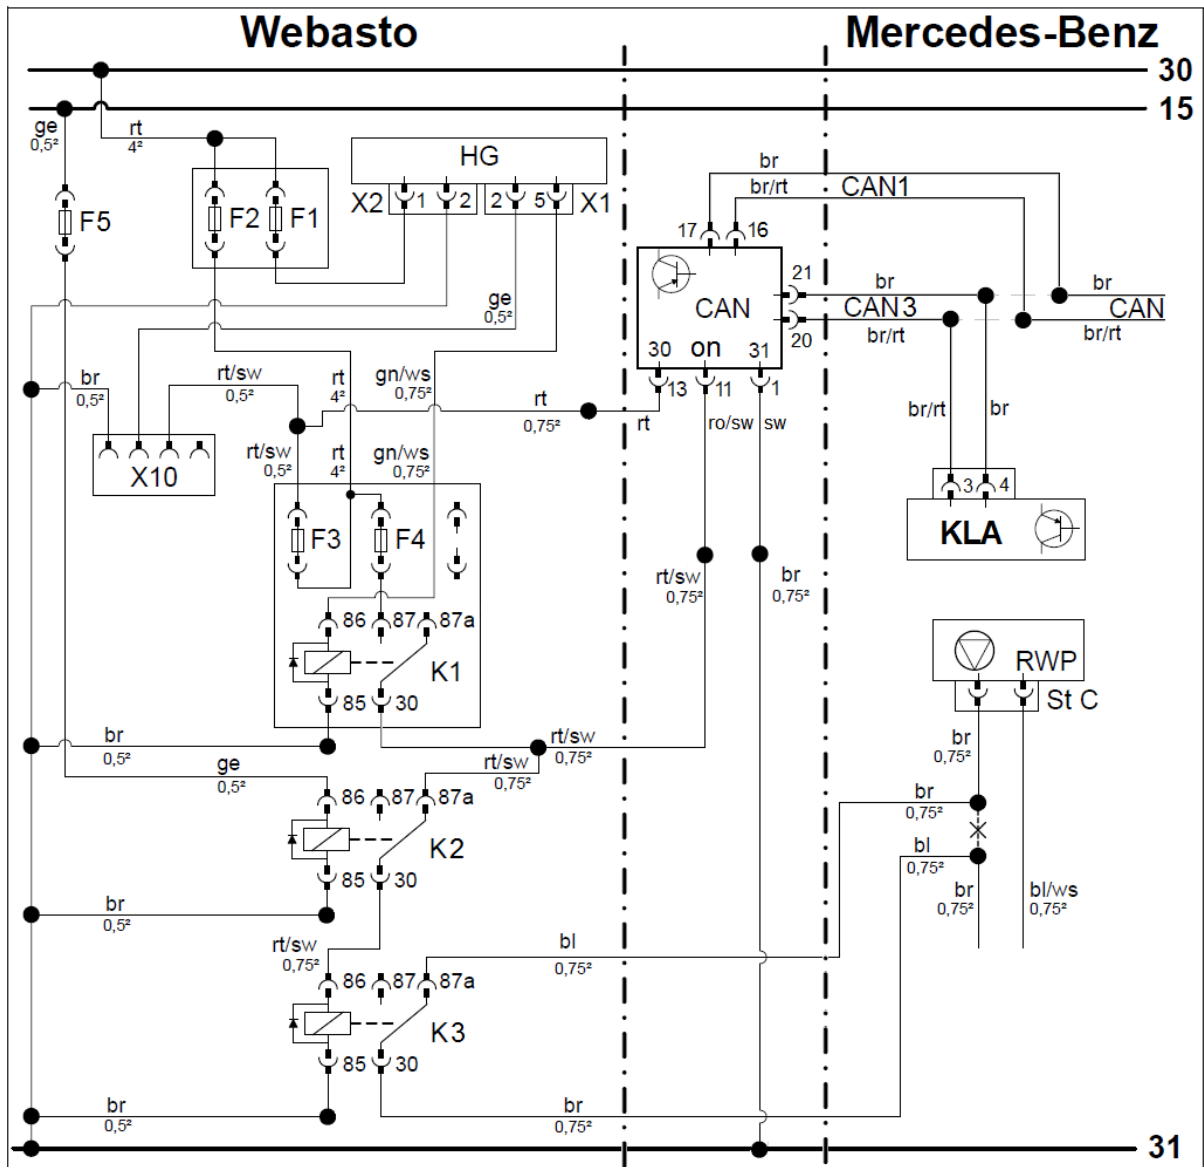 Webasto
Mercedes-Benz
30
15
ge
0,5²
rt
4²
HG
X2 1 2 2 5 X1
F5
F2 F1
br
br/rt
CAN1
17 16
21
CAN
br
br
CAN3
CAN
20
br/rt
br/rt
30 on 31
13 11 1
ge
0,5²
br
0,5²
rt/sw
0,5²
rt
4²
gn/ws
0,75²
rt
0,75²
rt
ro/sw
sw
br/rt
br
X10
rt/sw
0,5²
rt
4²
gn/ws
0,75²
3 4
KLA
F3 F4
rt/sw
0,75²
br
0,75²
86 87 87a
K1
85 30
RWP
St C
br
0,5²
rt/sw
0,75²
rt/sw
0,75²
br
0,75²
ge
0,5²
86 87 87a
K2
85 30
br
0,75²
bl
0,75²
br
0,75²
bl/ws
0,75²
br
0,5²
rt/sw
0,75²
bl
0,75²
86 87 87a
K3
85 30
br
0,5²
br
0,75²
31